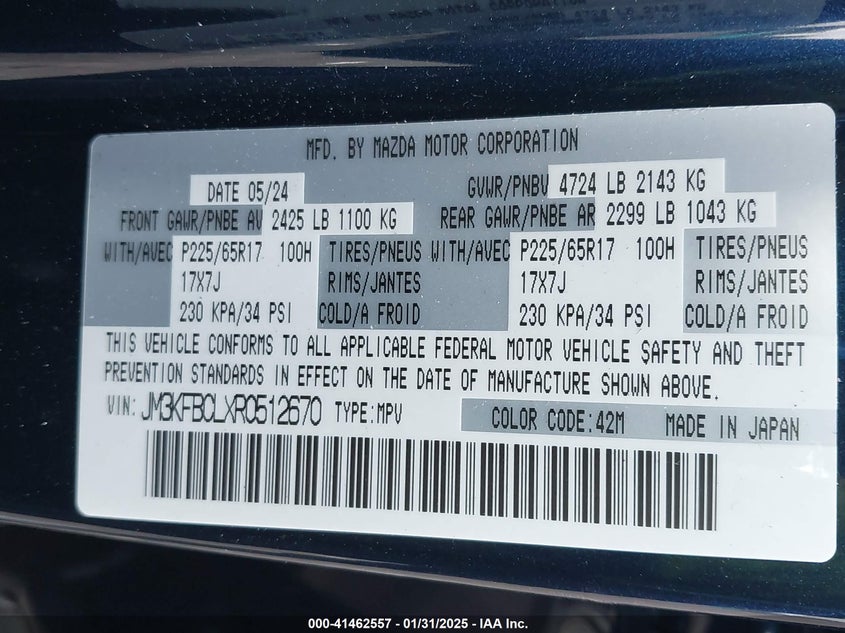 MFD. BY MAZDA MOTOR CORPORATION
DATE 05/24 GVWR/PNBV 4724 LB 2143 KG
FRONT GAWR/PNBE AV 2425 LB 1100 KG REAR GAWR/PNBE AR 2299 LB 1043 KG
WITH/AVEC P225/65R17 100H TIRES/PNEUS WITH/AVEC P225/65R17 100H TIRES/PNEUS
17X7J RIMS/JANTES 17X7J RIMS/JANTES
230 KPA/34 PSI COLD/A FROID 230 KPA/34 PSI COLD/A FROID
THIS VEHICLE CONFORMS TO ALL APPLICABLE FEDERAL MOTOR VEHICLE SAFETY AND THEFT
PREVENTION STANDARDS IN EFFECT ON THE DATE OF MANUFACTURE SHOWN ABOVE.
VIN: JM3KFBCLXR0512670 TYPE:MPV COLOR CODE:42M MADE IN JAPAN
000-41462557 - 01/31/2025 - IAA Inc.